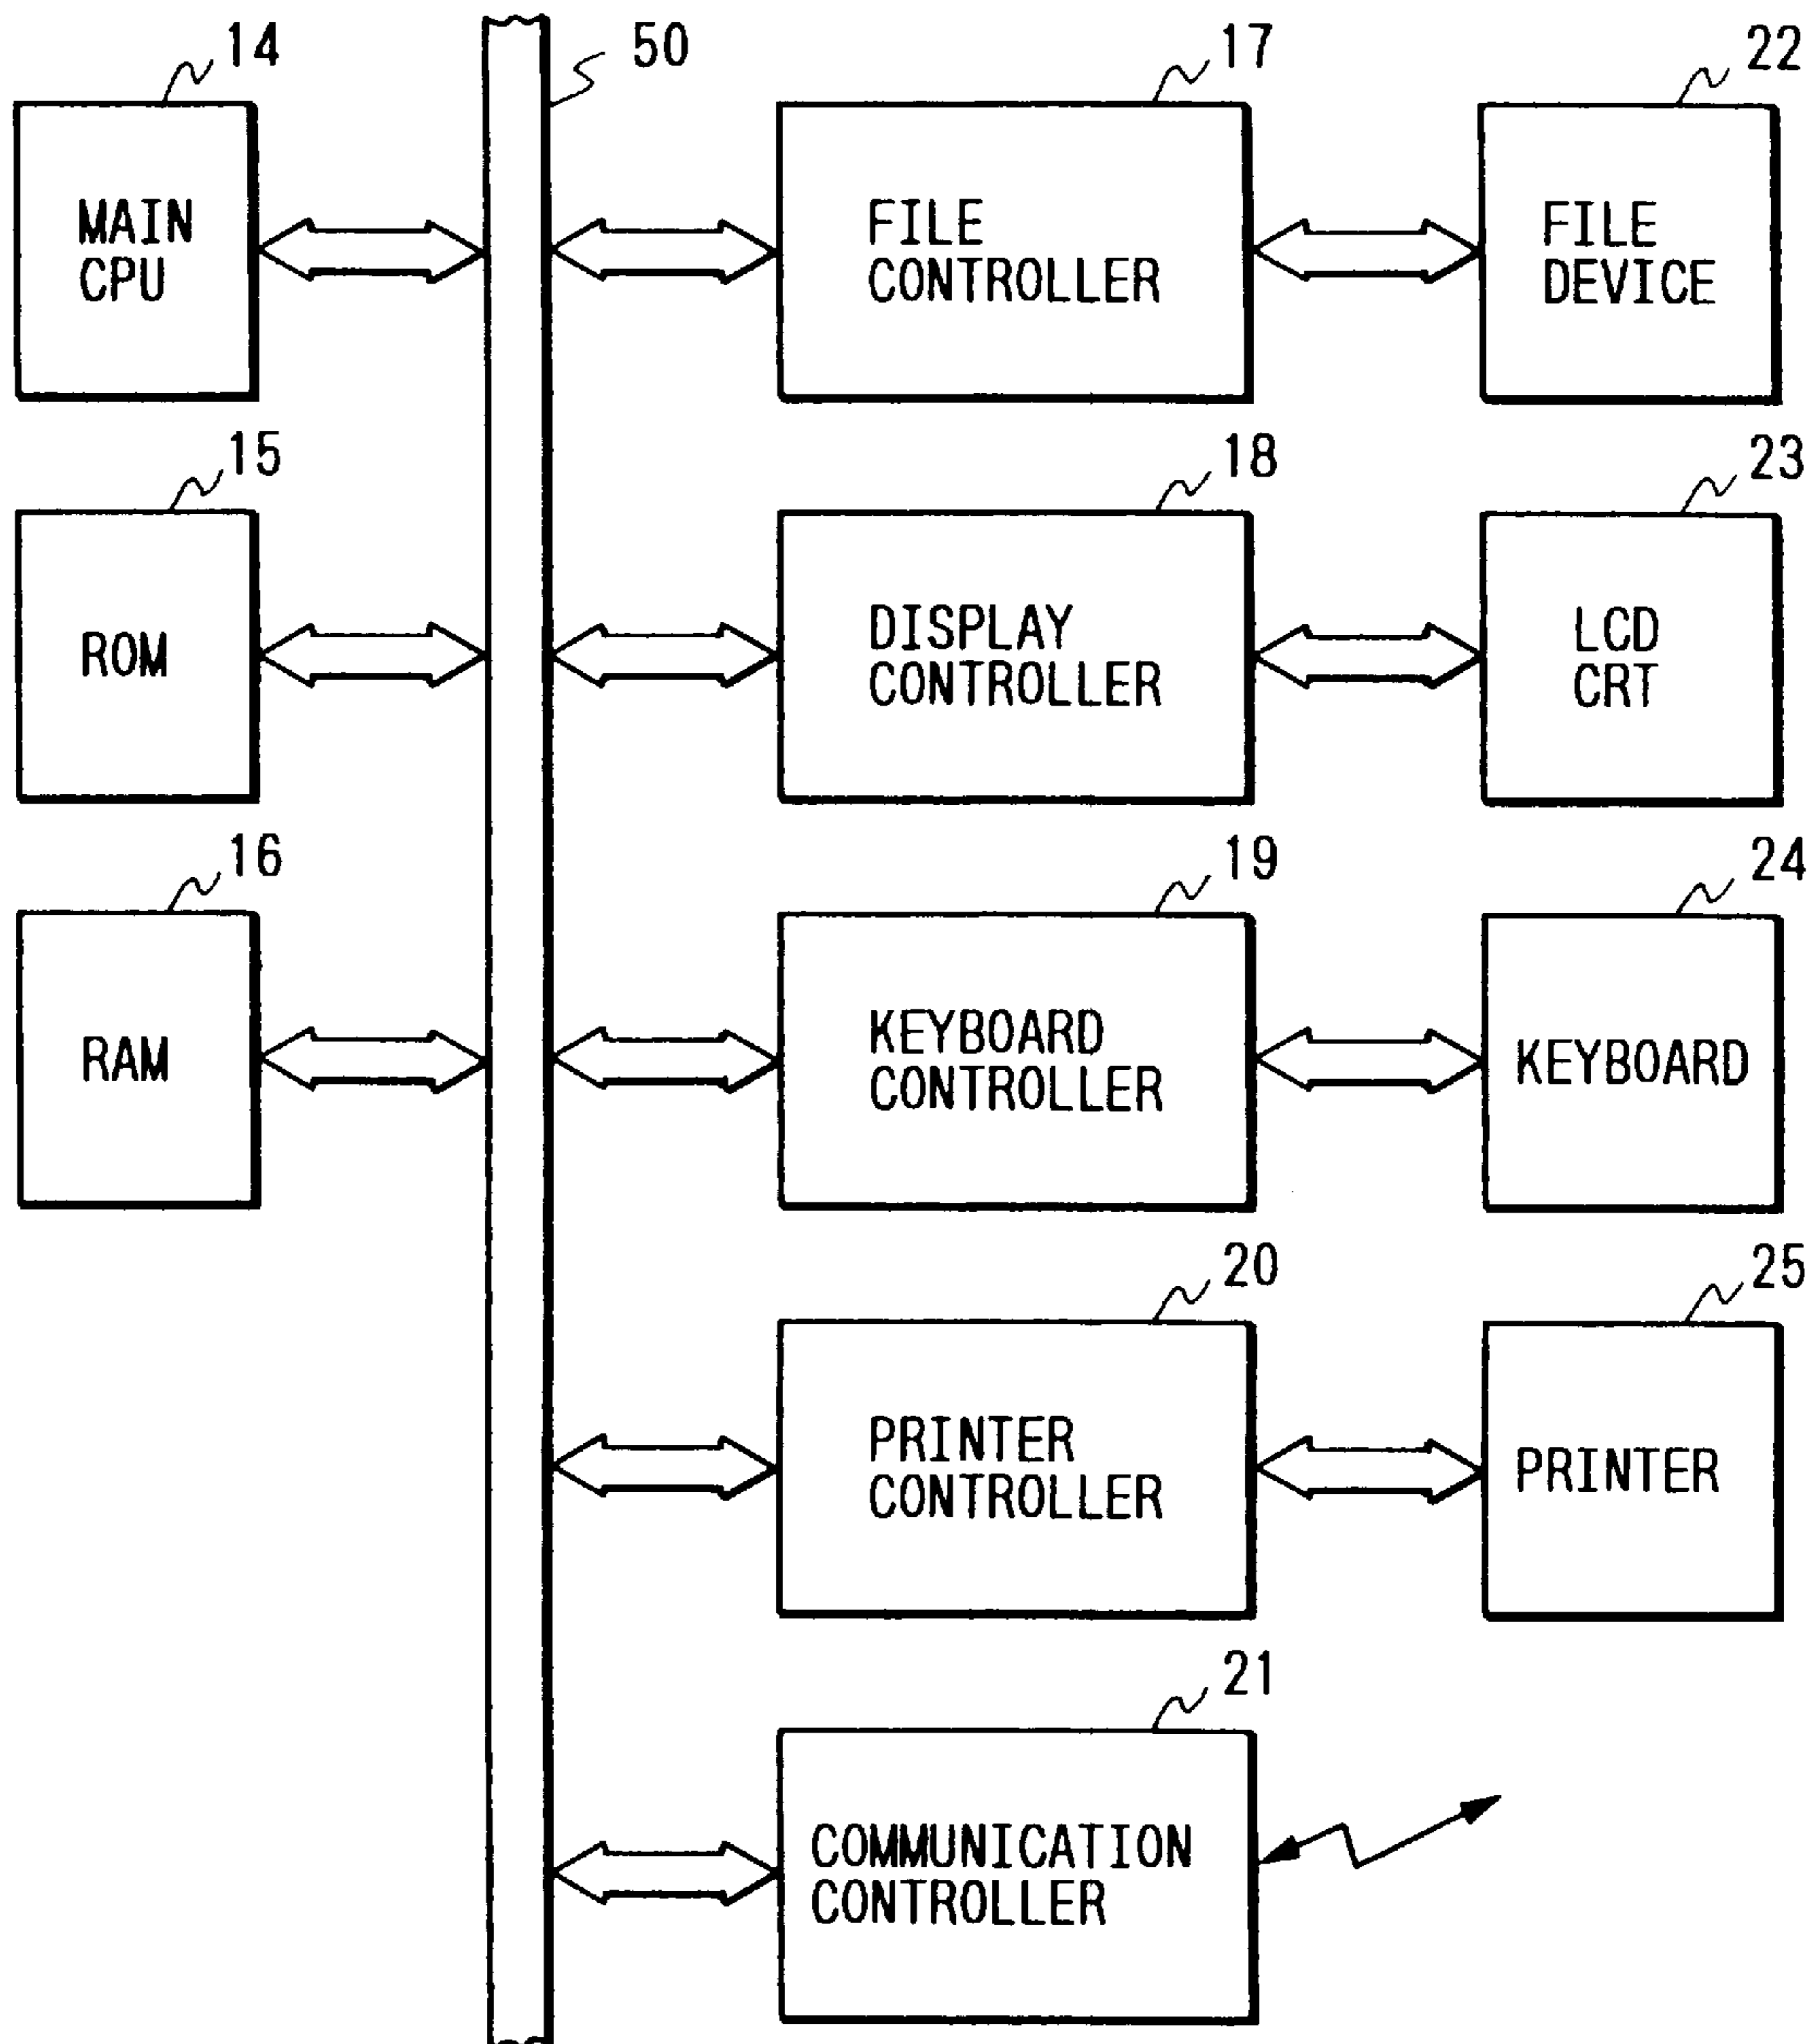 14
50
17
22
MAIN
CPU
FILE
CONTROLLER
FILE
DEVICE
15
18
23
ROM
DISPLAY
CONTROLLER
LCD
CRT
16
19
24
RAM
KEYBOARD
CONTROLLER
KEYBOARD
20
25
PRINTER
CONTROLLER
PRINTER
21
COMMUNICATION
CONTROLLER